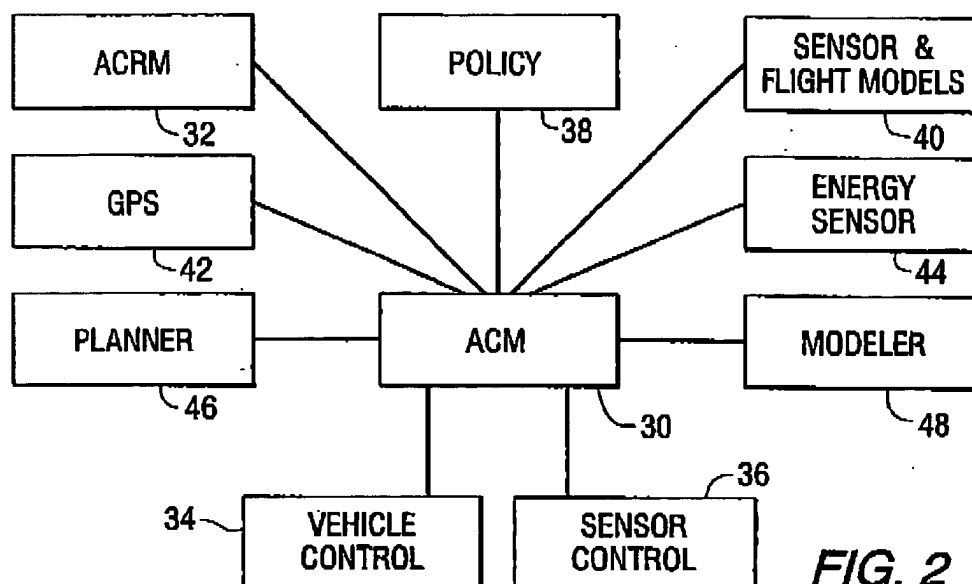 ACRM
32
POLICY
38
SENSOR &
FLIGHT MODELS
40
GPS
42
ENERGY
SENSOR
44
PLANNER
46
ACM
30
MODELER
48
34
VEHICLE
CONTROL
36
SENSOR
CONTROL
FIG. 2